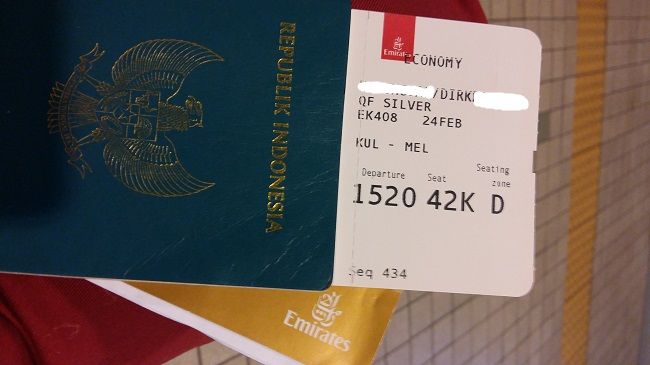 REPUBLIK INDONESIA
Emirates
ECONOMY
/DIRK
QF SILVER
EK408 24FEB
KUL - MEL
Departure Seat Seating zone
1520 42K D
Seq 434
Emirates